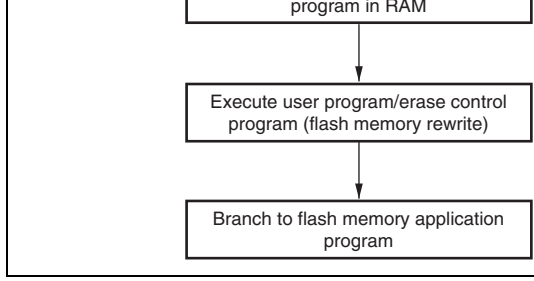 program in RAM
Execute user program/erase control
program (flash memory rewrite)
Branch to flash memory application
program